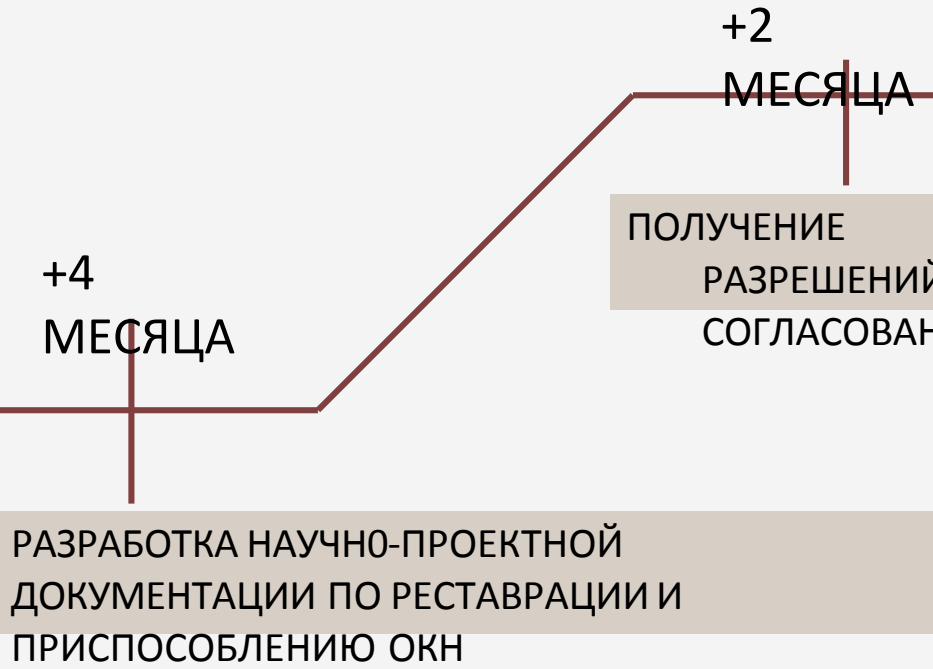 +2
МЕСЯЦА
ПОЛУЧЕНИЕ
РАЗРЕШЕНИЙ
СОГЛАСОВАН
+4
МЕСЯЦА
РАЗРАБОТКА НАУЧН0-ПРОЕКТНОЙ
ДОКУМЕНТАЦИИ ПО РЕСТАВРАЦИИ И
ПРИСПОСОБЛЕНИЮ ОКН